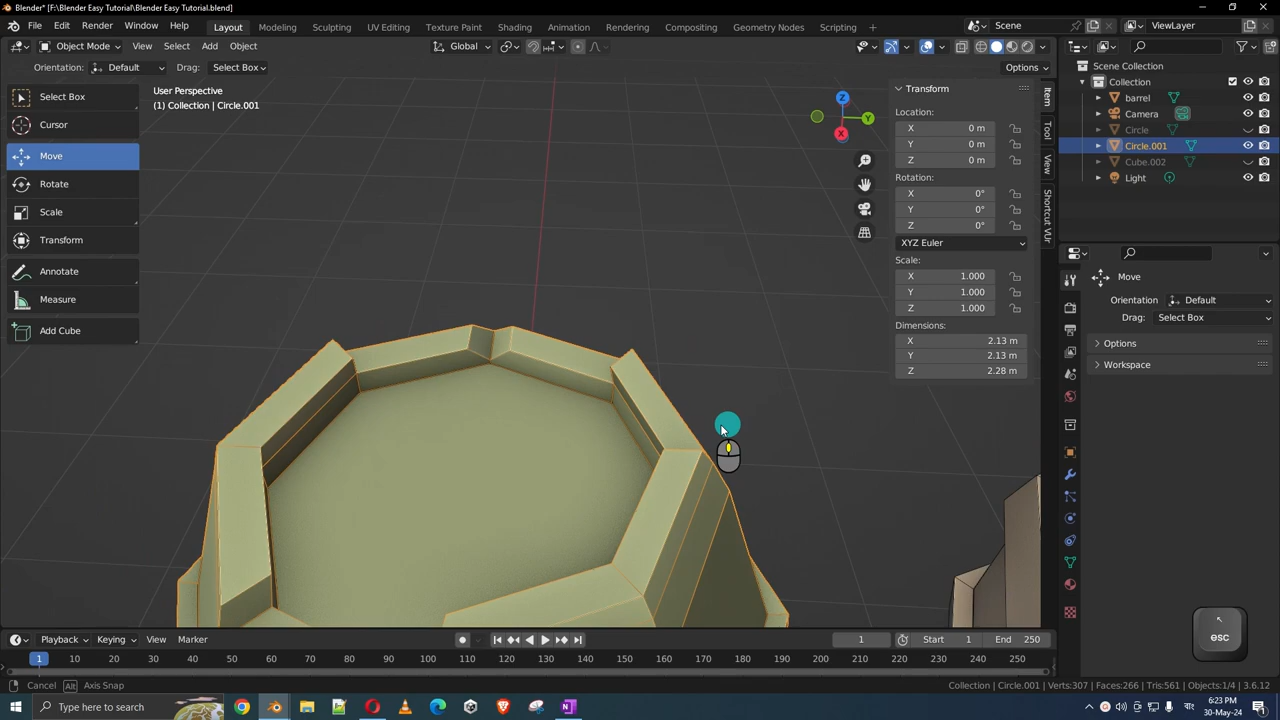 Blender* [F:\Blender Easy Tutorial\Blender Easy Tutorial.blend]
File Edit Render Window Help Layout Modeling Sculpting UV Editing Texture Paint Shading Animation Rendering Compositing Geometry Nodes Scripting Scene ViewLayer
Object Mode View Select Add Object Global
Orientation: Default Drag: Select Box Options
User Perspective
(1) Collection | Circle.001
Select Box
Cursor
Move
Rotate
Scale
Transform
Annotate
Measure
Add Cube
Z
Y
X
Transform
Location:
X 0 m
Y 0 m
Z 0 m
Rotation:
X 0°
Y 0°
Z 0°
XYZ Euler
Scale:
X 1.000
Y 1.000
Z 1.000
Dimensions:
X 2.13 m
Y 2.13 m
Z 2.28 m
Item
Tool
View
Shortcut VUr
Scene Collection
Collection
barrel
Camera
Circle
Circle.001
Cube.002
Light
Move
Orientation Default
Drag: Select Box
Options
Workspace
esc
Playback Keying View Marker 1 Start 1 End 250
1 10 20 30 40 50 60 70 80 90 100 110 120 130 140 150 160 170 180 190 200 210 220 230 240 250
Cancel Alt Axis Snap Collection | Circle.001 | Verts:307 | Faces:266 | Tris:561 | Objects:1/4 | 3.6.12
Type here to search
6:23 PM
30-May-24